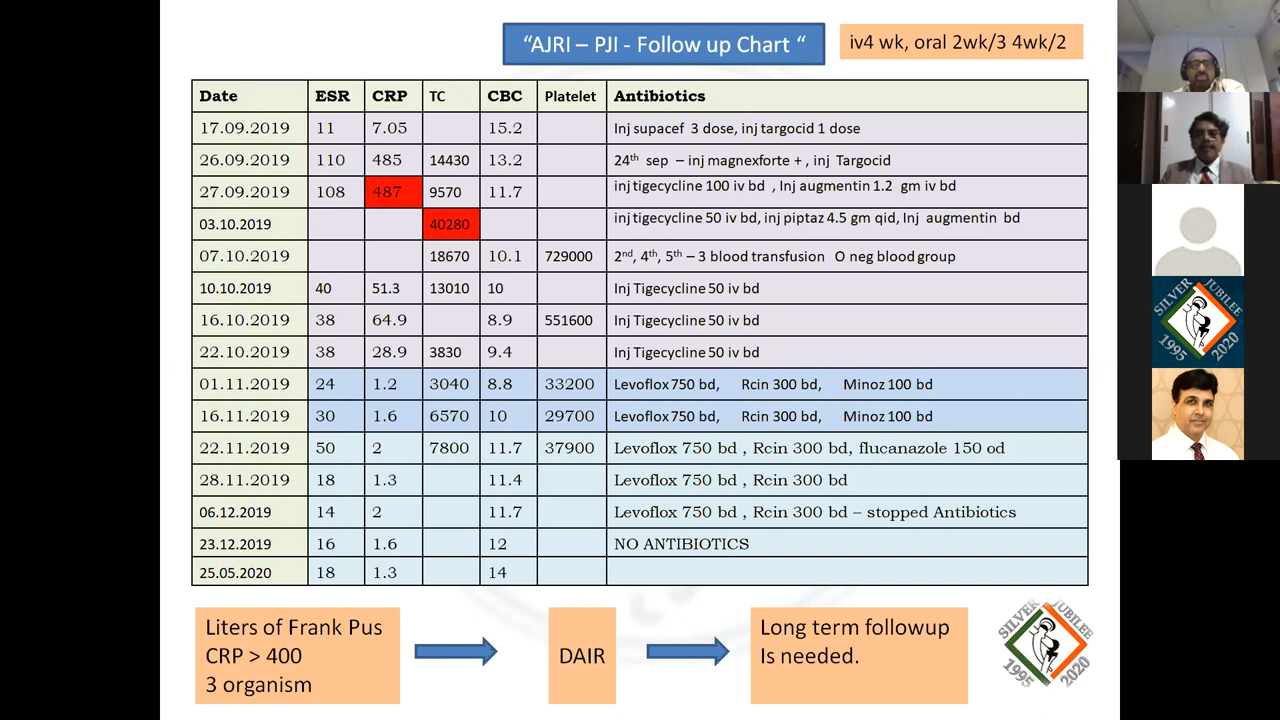 “AJRI – PJI - Follow up Chart “
iv4 wk, oral 2wk/3 4wk/2
Date ESR CRP TC CBC Platelet Antibiotics
17.09.2019 11 7.05 15.2 Inj supacef 3 dose, inj targocid 1 dose
26.09.2019 110 485 14430 13.2 24th sep – inj magnexforte + , inj Targocid
27.09.2019 108 487 9570 11.7 inj tigecycline 100 iv bd , Inj augmentin 1.2 gm iv bd
03.10.2019 40280 inj tigecycline 50 iv bd, inj piptaz 4.5 gm qid, Inj augmentin bd
07.10.2019 18670 10.1 729000 2nd, 4th, 5th – 3 blood transfusion O neg blood group
10.10.2019 40 51.3 13010 10 Inj Tigecycline 50 iv bd
16.10.2019 38 64.9 8.9 551600 Inj Tigecycline 50 iv bd
22.10.2019 38 28.9 3830 9.4 Inj Tigecycline 50 iv bd
01.11.2019 24 1.2 3040 8.8 33200 Levoflox 750 bd, Rcin 300 bd, Minoz 100 bd
16.11.2019 30 1.6 6570 10 29700 Levoflox 750 bd, Rcin 300 bd, Minoz 100 bd
22.11.2019 50 2 7800 11.7 37900 Levoflox 750 bd , Rcin 300 bd, flucanazole 150 od
28.11.2019 18 1.3 11.4 Levoflox 750 bd , Rcin 300 bd
06.12.2019 14 2 11.7 Levoflox 750 bd , Rcin 300 bd – stopped Antibiotics
23.12.2019 16 1.6 12 NO ANTIBIOTICS
25.05.2020 18 1.3 14
Liters of Frank Pus
CRP > 400
3 organism
DAIR
Long term followup
Is needed.
SILVER JUBILEE
1995 2020
SILVER JUBILEE
1995 2020